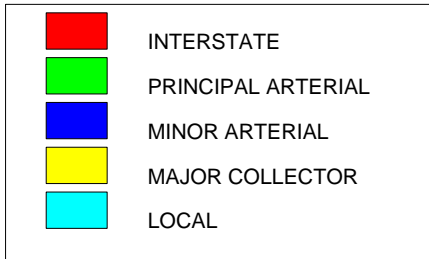 INTERSTATE
PRINCIPAL ARTERIAL
MINOR ARTERIAL
MAJOR COLLECTOR
LOCAL